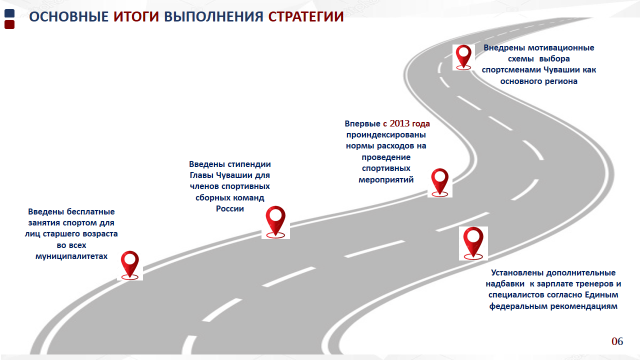 ОСНОВНЫЕ ИТОГИ ВЫПОЛНЕНИЯ СТРАТЕГИИ
Внедрены мотивационные
схемы выбора
спортсменами Чувашии как
основного региона
Впервые с 2013 года
проиндексированы
нормы расходов на
проведение
спортивных
мероприятий
Введены стипендии
Главы Чувашии для
членов спортивных
сборных команд
России
Введены бесплатные
занятия спортом для
лиц старшего возраста
во всех
муниципалитетах
Установлены дополнительные
надбавки к зарплате тренеров и
специалистов согласно Единым
федеральным рекомендациям
06